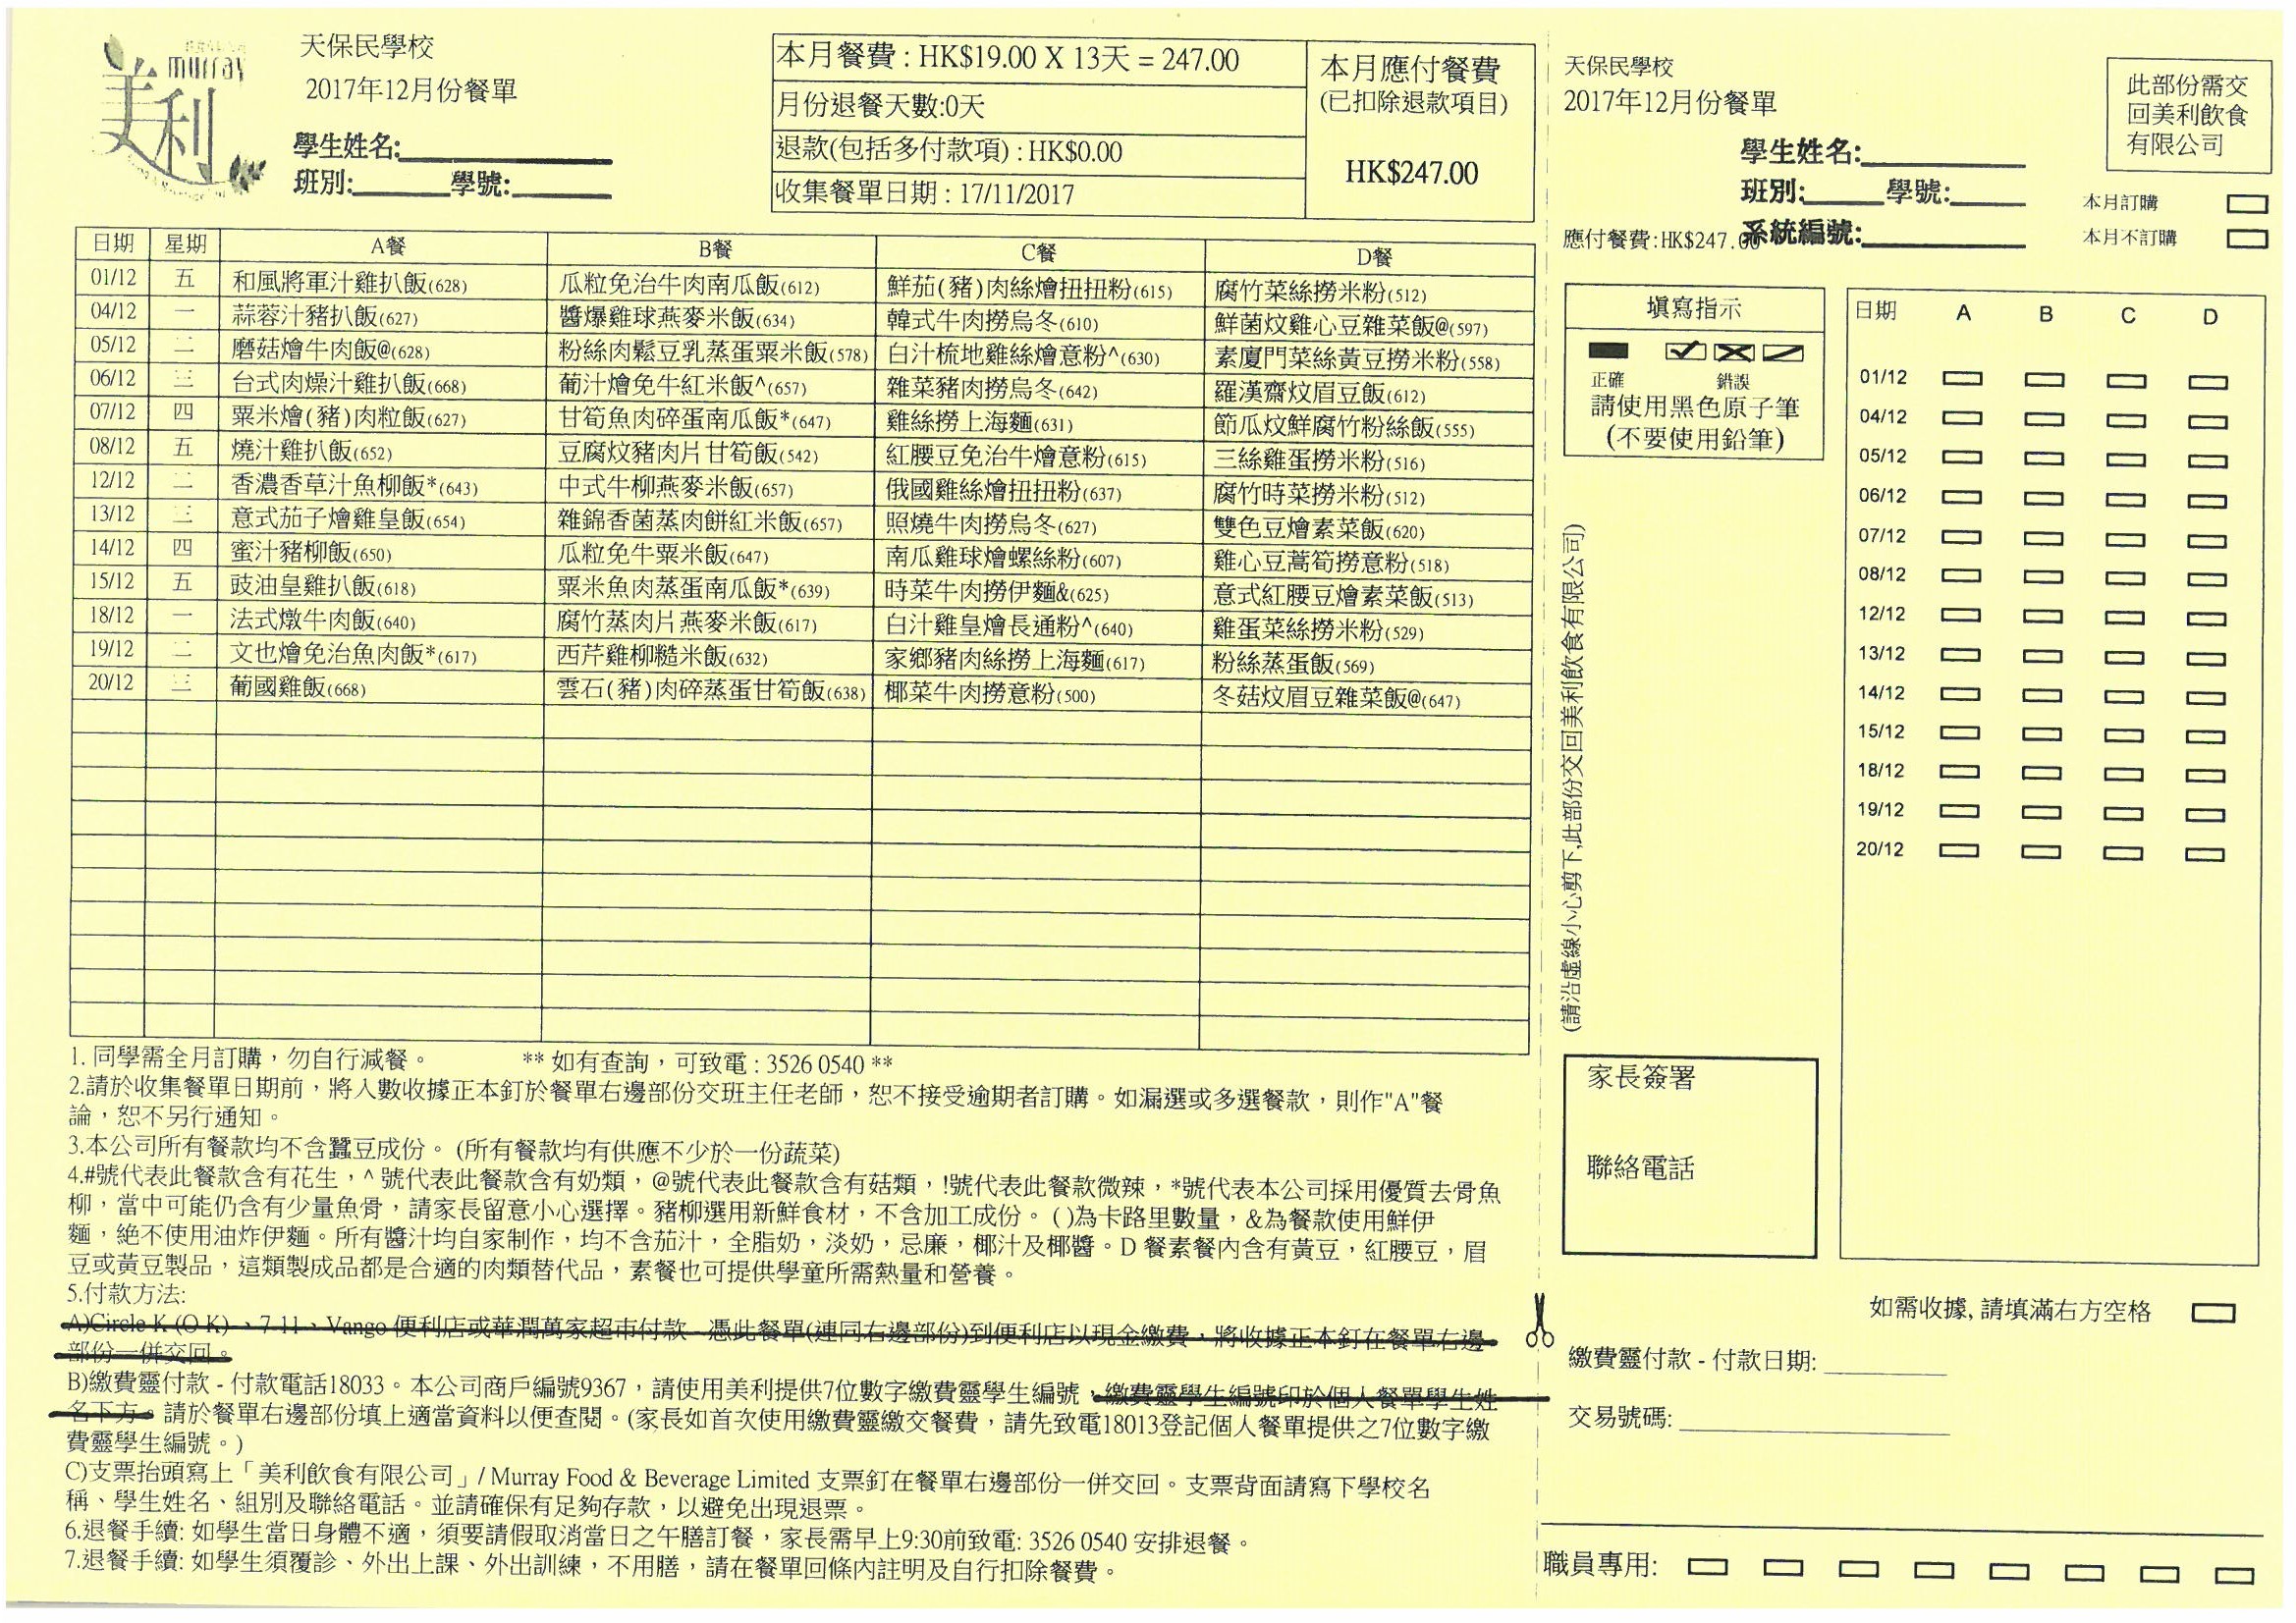 murray
美利
天保民學校
2017年12月份餐單
學生姓名:
班別: 學號:
本月餐費 : HK$19.00 X 13天 = 247.00
月份退餐天數:0天
退款(包括多付款項) : HK$0.00
收集餐單日期 : 17/11/2017
本月應付餐費
(已扣除退款項目)
HK$247.00
日期 星期 A餐 B餐 C餐 D餐
01/12 五 和風將軍汁雞扒飯(628) 瓜粒免治牛肉南瓜飯(612) 鮮茄(豬)肉絲燴扭扭粉(615) 腐竹菜絲撈米粉(512)
04/12 一 蒜蓉汁豬扒飯(627) 醬爆雞球燕麥米飯(634) 韓式牛肉撈烏冬(610) 鮮菌炆雞心豆雜菜飯@(597)
05/12 二 磨菇燴牛肉飯@(628) 粉絲肉鬆豆乳蒸蛋粟米飯(578) 白汁梳地雞絲燴意粉^(630) 素廈門菜絲黃豆撈米粉(558)
06/12 三 台式肉燥汁雞扒飯(668) 葡汁燴免牛紅米飯^(657) 雜菜豬肉撈烏冬(642) 羅漢齋炆眉豆飯(612)
07/12 四 粟米燴(豬)肉粒飯(627) 甘筍魚肉碎蛋南瓜飯*(647) 雞絲撈上海麵(631) 節瓜炆鮮腐竹粉絲飯(555)
08/12 五 燒汁雞扒飯(652) 豆腐炆豬肉片甘筍飯(542) 紅腰豆免治牛燴意粉(615) 三絲雞蛋撈米粉(516)
12/12 二 香濃香草汁魚柳飯*(643) 中式牛柳燕麥米飯(657) 俄國雞絲燴扭扭粉(637) 腐竹時菜撈米粉(512)
13/12 三 意式茄子燴雞皇飯(654) 雜錦香菌蒸肉餅紅米飯(657) 照燒牛肉撈烏冬(627) 雙色豆燴素菜飯(620)
14/12 四 蜜汁豬柳飯(650) 瓜粒免牛粟米飯(647) 南瓜雞球燴螺絲粉(607) 雞心豆萵筍撈意粉(518)
15/12 五 豉油皇雞扒飯(618) 粟米魚肉蒸蛋南瓜飯*(639) 時菜牛肉撈伊麵&(625) 意式紅腰豆燴素菜飯(513)
18/12 一 法式燉牛肉飯(640) 腐竹蒸肉片燕麥米飯(617) 白汁雞皇燴長通粉^(640) 雞蛋菜絲撈米粉(529)
19/12 二 文也燴免治魚肉飯*(617) 西芹雞柳糙米飯(632) 家鄉豬肉絲撈上海麵(617) 粉絲蒸蛋飯(569)
20/12 三 葡國雞飯(668) 雲石(豬)肉碎蒸蛋甘筍飯(638) 椰菜牛肉撈意粉(500) 冬菇炆眉豆雜菜飯@(647)
1. 同學需全月訂購，勿自行減餐。 ** 如有查詢，可致電 : 3526 0540 **
2.請於收集餐單日期前，將入數收據正本釘於餐單右邊部份交班主任老師，恕不接受逾期者訂購。如漏選或多選餐款，則作"A"餐
論，恕不另行通知。
3.本公司所有餐款均不含蠶豆成份。 (所有餐款均有供應不少於一份蔬菜)
4.#號代表此餐款含有花生，^ 號代表此餐款含有奶類，@號代表此餐款含有菇類，!號代表此餐款微辣，*號代表本公司採用優質去骨魚
柳，當中可能仍含有少量魚骨，請家長留意小心選擇。豬柳選用新鮮食材，不含加工成份。 ( )為卡路里數量，&為餐款使用鮮伊
麵，絕不使用油炸伊麵。所有醬汁均自家制作，均不含茄汁，全脂奶，淡奶，忌廉，椰汁及椰醬。D 餐素餐內含有黃豆，紅腰豆，眉
豆或黃豆製品，這類製成品都是合適的肉類替代品，素餐也可提供學童所需熱量和營養。
5.付款方法:
A)Circle K (O K)、7-11、Vango 便利店或華潤萬家超市付款 - 憑此餐單(連同右邊部份)到便利店以現金繳費，將收據正本釘在餐單右邊
部份一併交回。
B)繳費靈付款 - 付款電話18033。本公司商戶編號9367，請使用美利提供7位數字繳費靈學生編號，繳費靈學生編號印於個人餐單學生姓
名下方。請於餐單右邊部份填上適當資料以便查閱。(家長如首次使用繳費靈繳交餐費，請先致電18013登記個人餐單提供之7位數字繳
費靈學生編號。)
C)支票抬頭寫上「美利飲食有限公司」/ Murray Food & Beverage Limited 支票釘在餐單右邊部份一併交回。支票背面請寫下學校名
稱、學生姓名、組別及聯絡電話。並請確保有足夠存款，以避免出現退票。
6.退餐手續: 如學生當日身體不適，須要請假取消當日之午膳訂餐，家長需早上9:30前致電: 3526 0540 安排退餐。
7.退餐手續: 如學生須覆診、外出上課、外出訓練，不用膳，請在餐單回條內註明及自行扣除餐費。
(請沿虛線小心剪下,此部份交回美利飲食有限公司)
天保民學校
2017年12月份餐單
此部份需交
回美利飲食
有限公司
學生姓名:
班別: 學號:
應付餐費:HK$247.00
系統編號:
本月訂購
本月不訂購
填寫指示
正確 錯誤
請使用黑色原子筆
(不要使用鉛筆)
日期 A B C D
01/12
04/12
05/12
06/12
07/12
08/12
12/12
13/12
14/12
15/12
18/12
19/12
20/12
家長簽署
聯絡電話
如需收據, 請填滿右方空格
繳費靈付款 - 付款日期:
交易號碼:
職員專用: